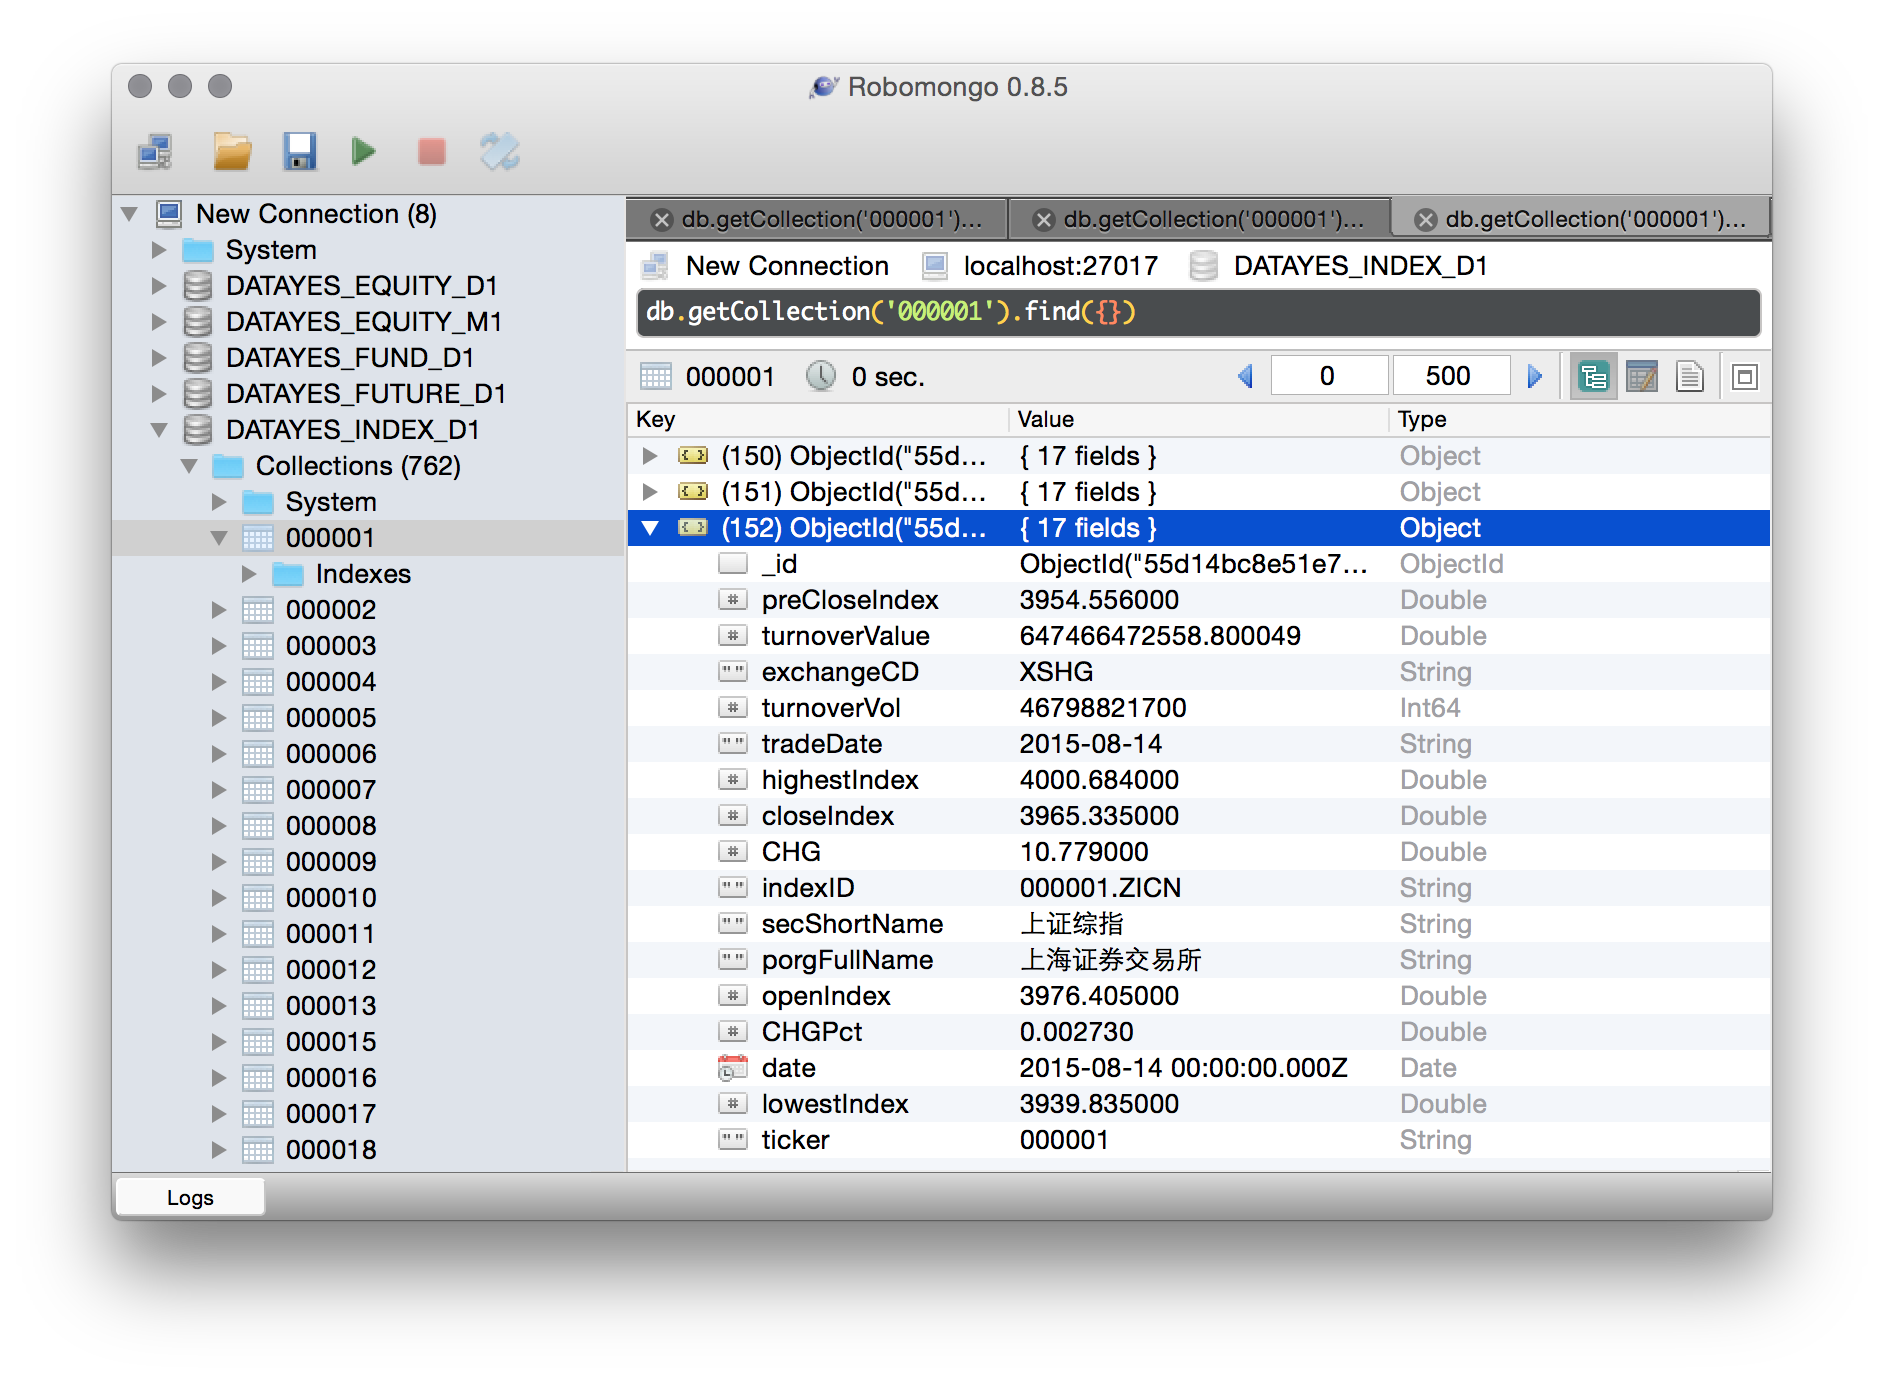 Robomongo 0.8.5
New Connection (8)
System
DATAYES_EQUITY_D1
DATAYES_EQUITY_M1
DATAYES_FUND_D1
DATAYES_FUTURE_D1
DATAYES_INDEX_D1
Collections (762)
System
000001
Indexes
000002
000003
000004
000005
000006
000007
000008
000009
000010
000011
000012
000013
000015
000016
000017
000018
db.getCollection('000001')... db.getCollection('000001')... db.getCollection('000001')...
New Connection localhost:27017 DATAYES_INDEX_D1
db.getCollection('000001').find({})
000001 0 sec. 0 500
Key Value Type
(150) ObjectId("55d... { 17 fields } Object
(151) ObjectId("55d... { 17 fields } Object
(152) ObjectId("55d... { 17 fields } Object
_id ObjectId("55d14bc8e51e7... ObjectId
preCloseIndex 3954.556000 Double
turnoverValue 647466472558.800049 Double
exchangeCD XSHG String
turnoverVol 46798821700 Int64
tradeDate 2015-08-14 String
highestIndex 4000.684000 Double
closeIndex 3965.335000 Double
CHG 10.779000 Double
indexID 000001.ZICN String
secShortName 上证综指 String
porgFullName 上海证券交易所 String
openIndex 3976.405000 Double
CHGPct 0.002730 Double
date 2015-08-14 00:00:00.000Z Date
lowestIndex 3939.835000 Double
ticker 000001 String
Logs